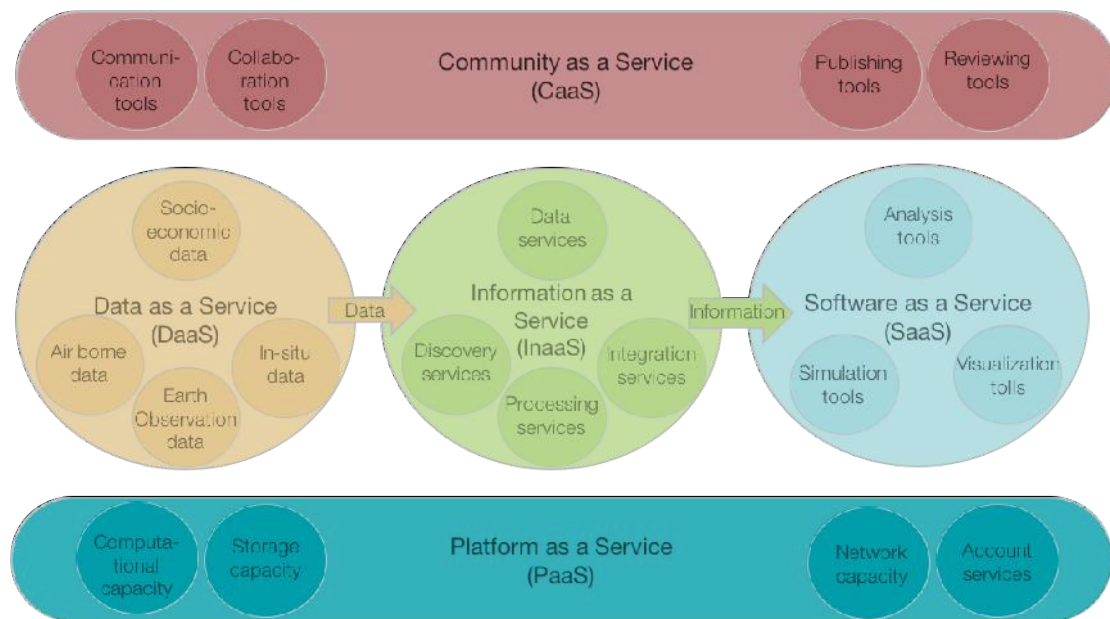 Communi-
cation
tools
Collabo-
ration
tools
Community as a Service
(CaaS)
Publishing
tools
Reviewing
tools
Socio-
economic
data
Data as a Service
(DaaS)
Air borne
data
In-situ
data
Earth
Observation
data
Data
Data
services
Information as a
Service
(InaaS)
Discovery
services
Integration
services
Processing
services
Information
Analysis
tools
Software as a Service
(SaaS)
Simulation
tools
Visualization
tolls
Computa-
tional
capacity
Storage
capacity
Platform as a Service
(PaaS)
Network
capacity
Account
services